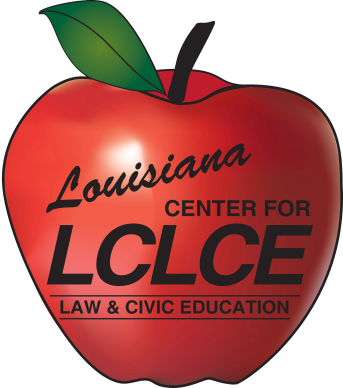 Louisiana
CENTER FOR
LCLCE
LAW & CIVIC EDUCATION